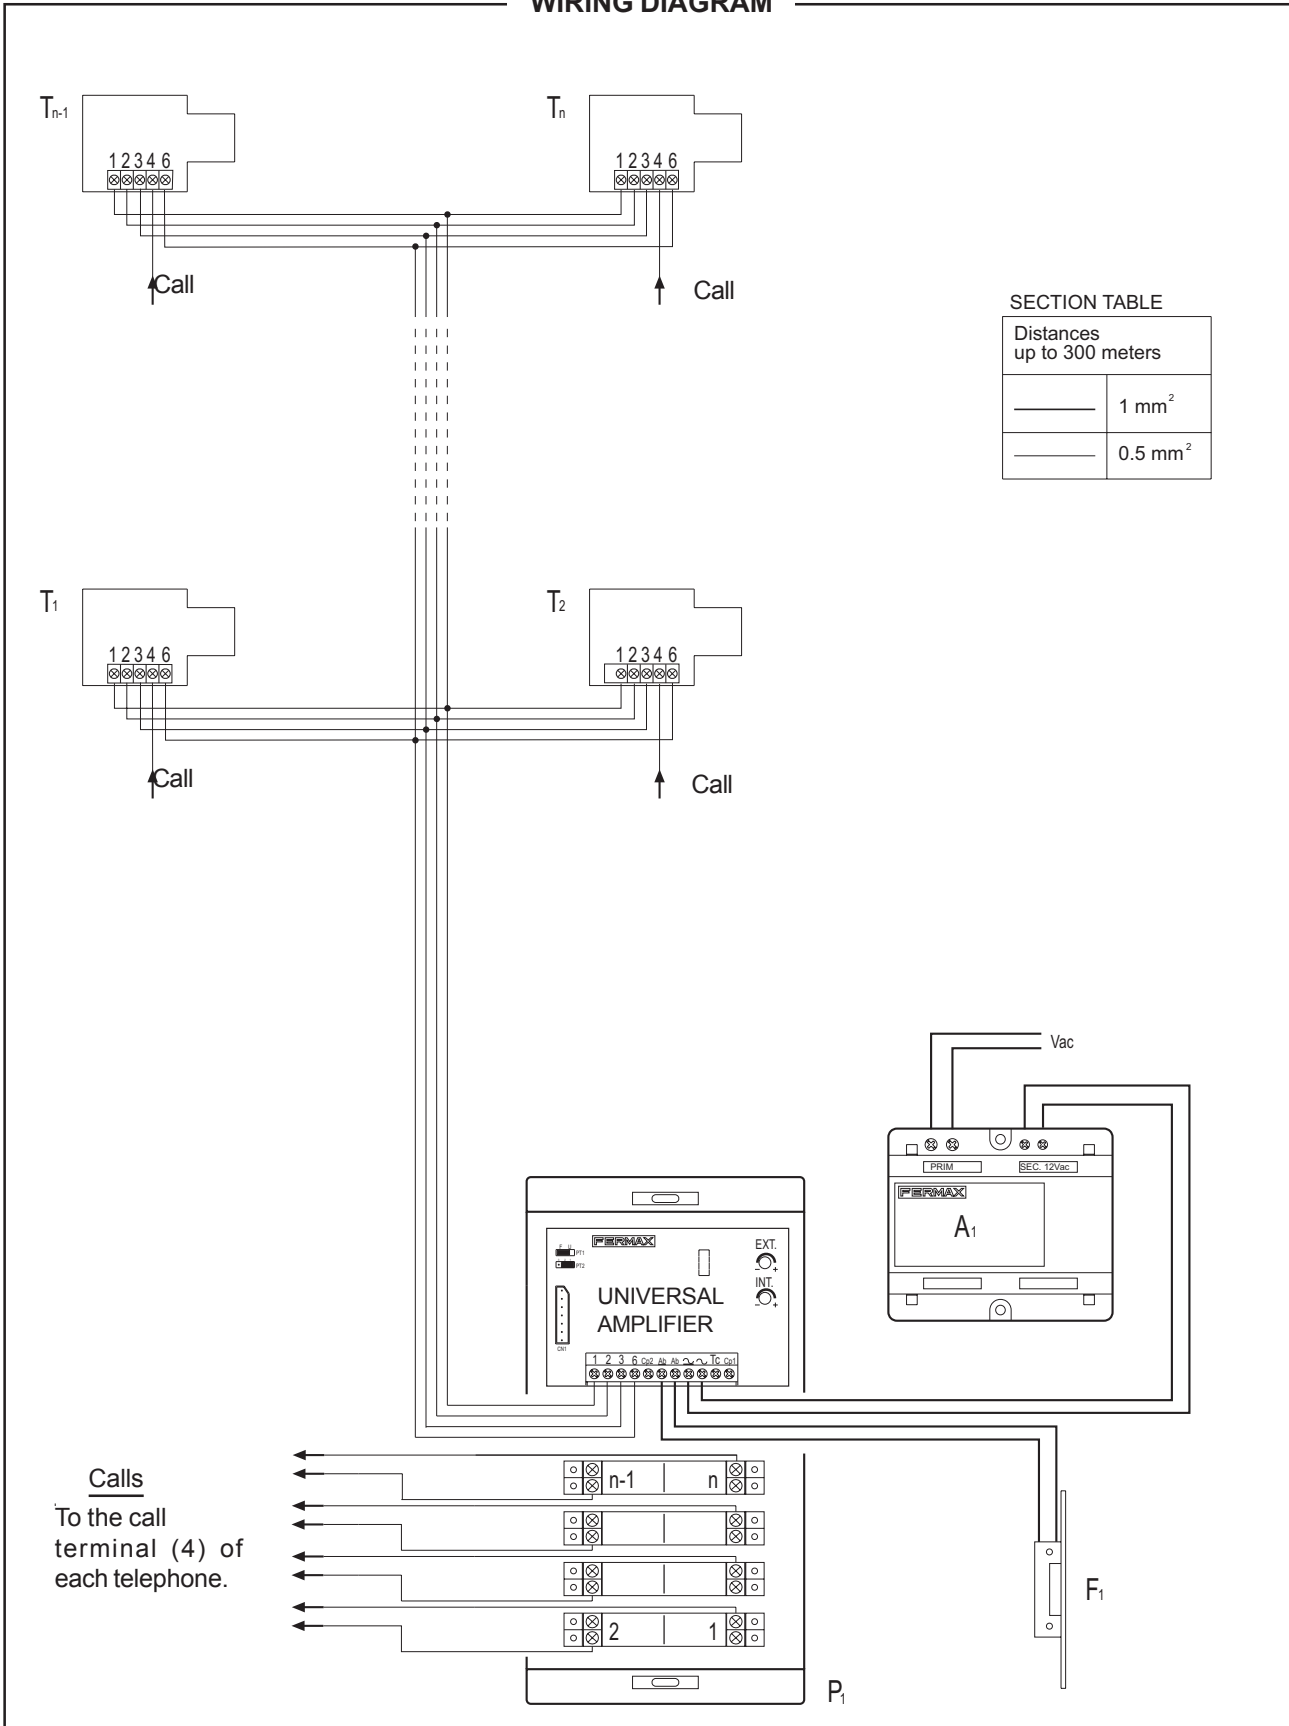 WIRING DIAGRAM
Tn-1
1 2 3 4 6
Call
Tn
1 2 3 4 6
Call
SECTION TABLE
Distances
up to 300 meters
1 mm²
0.5 mm²
T1
1 2 3 4 6
Call
T2
1 2 3 4 6
Call
Vac
PRIM
SEC. 12Vac
FERMAX
A1
FERMAX
F U
PT1
PT2
EXT.
- +
INT.
- +
UNIVERSAL
AMPLIFIER
CN1
1 2 3 6 Cp2 Ab Ab Tc Cp1
Calls
To the call
terminal (4) of
each telephone.
n-1 n
2 1
F1
P1